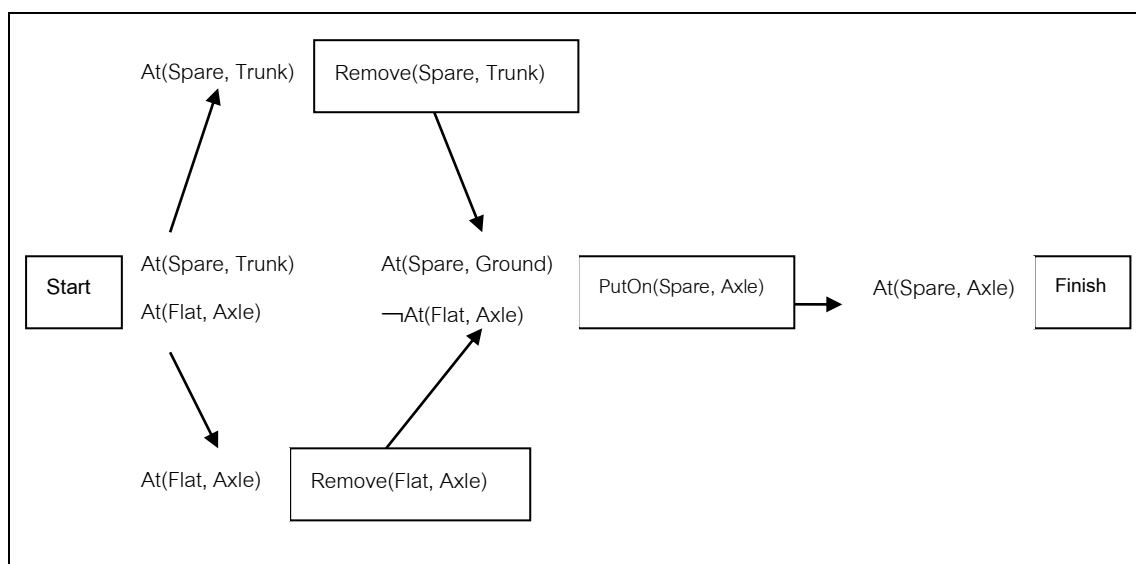 At(Spare, Trunk)
Remove(Spare, Trunk)
Start
At(Spare, Trunk)
At(Flat, Axle)
At(Spare, Ground)
¬At(Flat, Axle)
PutOn(Spare, Axle)
At(Spare, Axle)
Finish
At(Flat, Axle)
Remove(Flat, Axle)